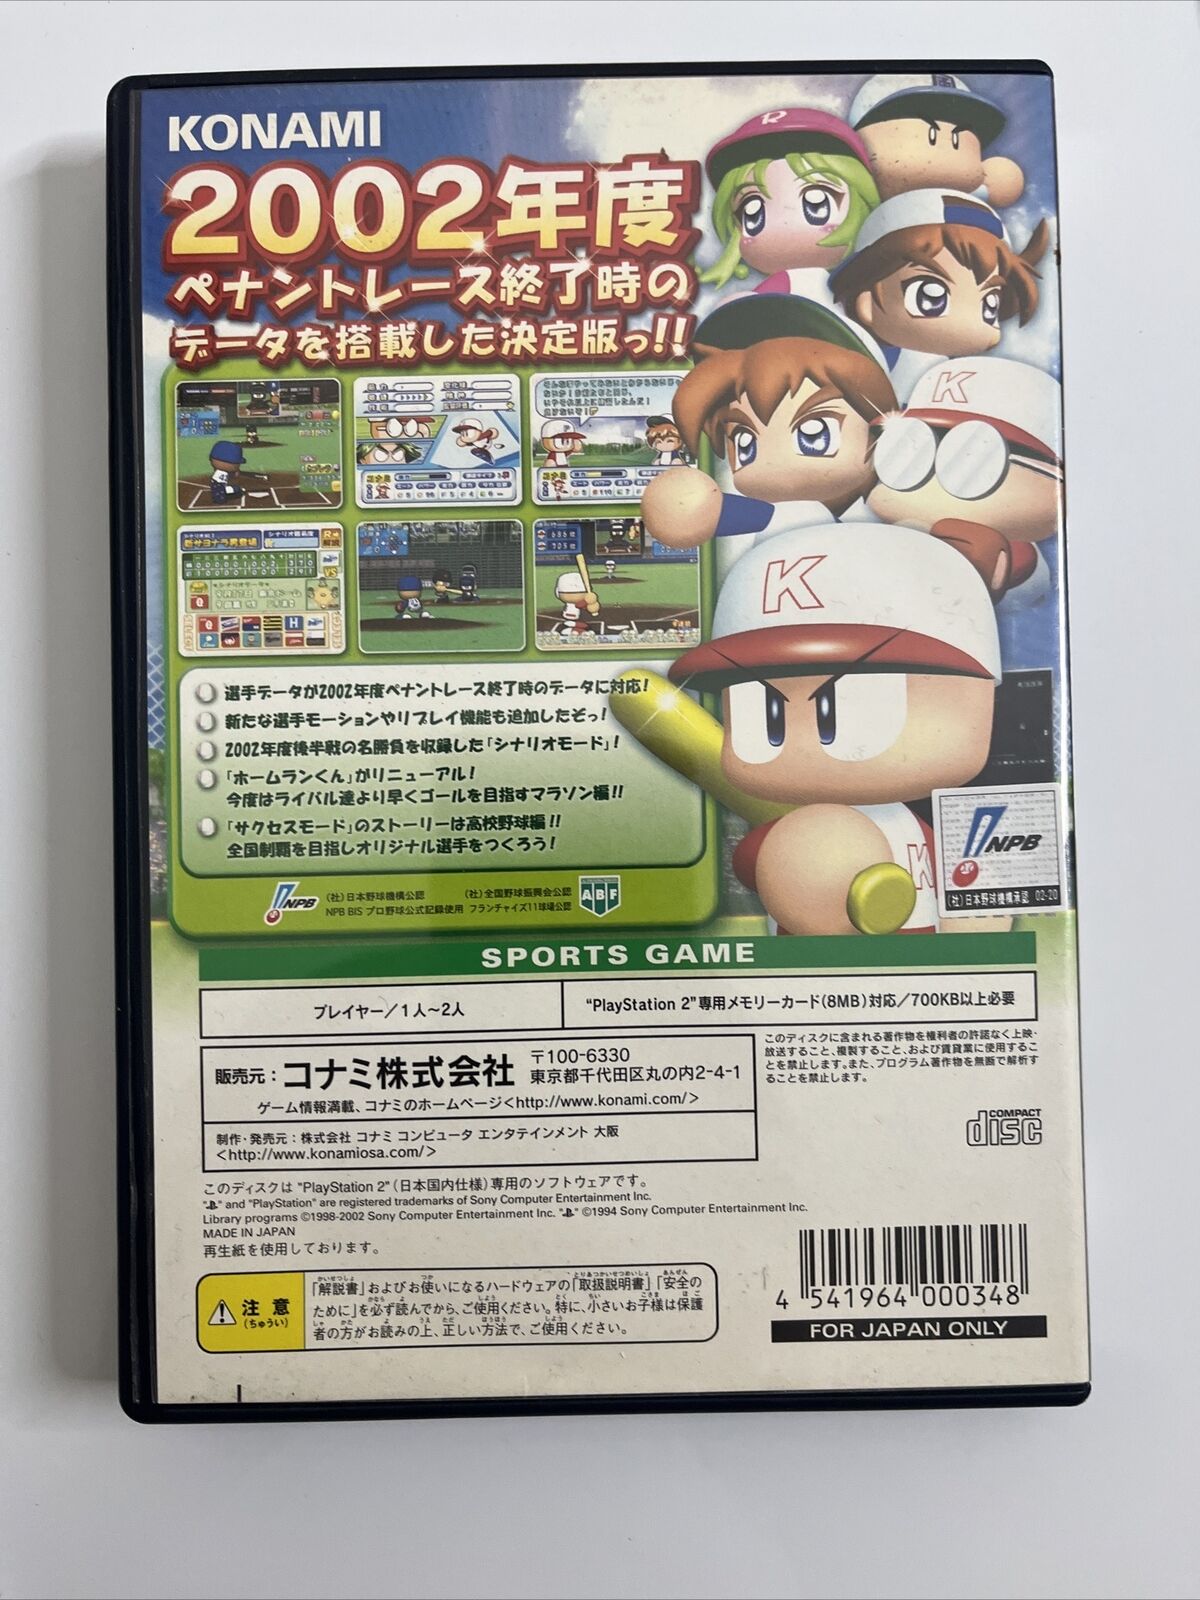 KONAMI
2002年度
ペナントレース終了時の
データを搭載した決定版っ!!
選手データが2002年度ペナントレース終了時のデータに対応!
新たな選手モーションやリプレイ機能も追加したぞっ!
2002年度後半戦の名勝負を収録した「シナリオモード」!
「ホームランくん」がリニューアル!
今度はライバル達より早くゴールを目指すマラソン編!!
「サクセスモード」のストーリーは高校野球編!!
全国制覇を目指しオリジナル選手をつくろう!
NPB
(社)日本野球機構公認
NPB BIS プロ野球公式記録使用
(社)全国野球振興会公認
フランチャイズ11球場公認
ABF
NPB
(社)日本野球機構承認 02-20
SPORTS GAME
プレイヤー/1人~2人
"PlayStation 2"専用メモリーカード(8MB)対応/700KB以上必要
販売元:コナミ株式会社
〒100-6330
東京都千代田区丸の内2-4-1
ゲーム情報満載、コナミのホームページ<http://www.konami.com/>
制作・発売元:株式会社 コナミ コンピュータ エンタテインメント 大阪
<http://www.konamiosa.com/>
このディスクに含まれる著作物を権利者の許諾なく上映・
放送すること、複製すること、および賃貸業に使用するこ
とを禁止します。また、プログラム著作物を無断で解析す
ることを禁止します。
COMPACT
disc
このディスクは "PlayStation 2" (日本国内仕様) 専用のソフトウェアです。
" " and "PlayStation" are registered trademarks of Sony Computer Entertainment Inc.
Library programs ©1998-2002 Sony Computer Entertainment Inc. " " ©1994 Sony Computer Entertainment Inc.
MADE IN JAPAN
再生紙を使用しております。
注意
(ちゅうい)
「解説書」およびお使いになるハードウェアの「取扱説明書」「安全の
ために」を必ず読んでから、ご使用ください。特に、小さいお子様は保護
者の方がお読みの上、正しい方法で、ご使用ください。
4 541964 000348
FOR JAPAN ONLY